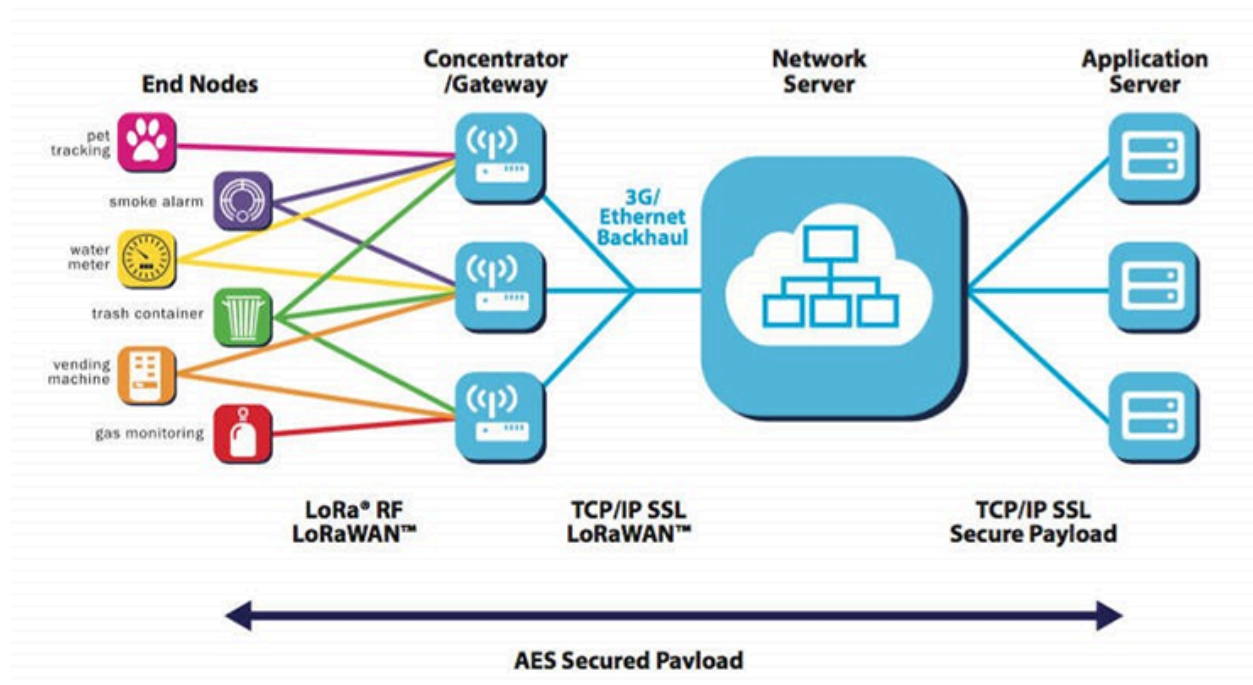 End Nodes
Concentrator
/Gateway
Network
Server
Application
Server
pet
tracking
smoke alarm
water
meter
trash container
vending
machine
gas monitoring
3G/
Ethernet
Backhaul
LoRa® RF
LoRaWAN™
TCP/IP SSL
LoRaWAN™
TCP/IP SSL
Secure Payload
AES Secured Pavload